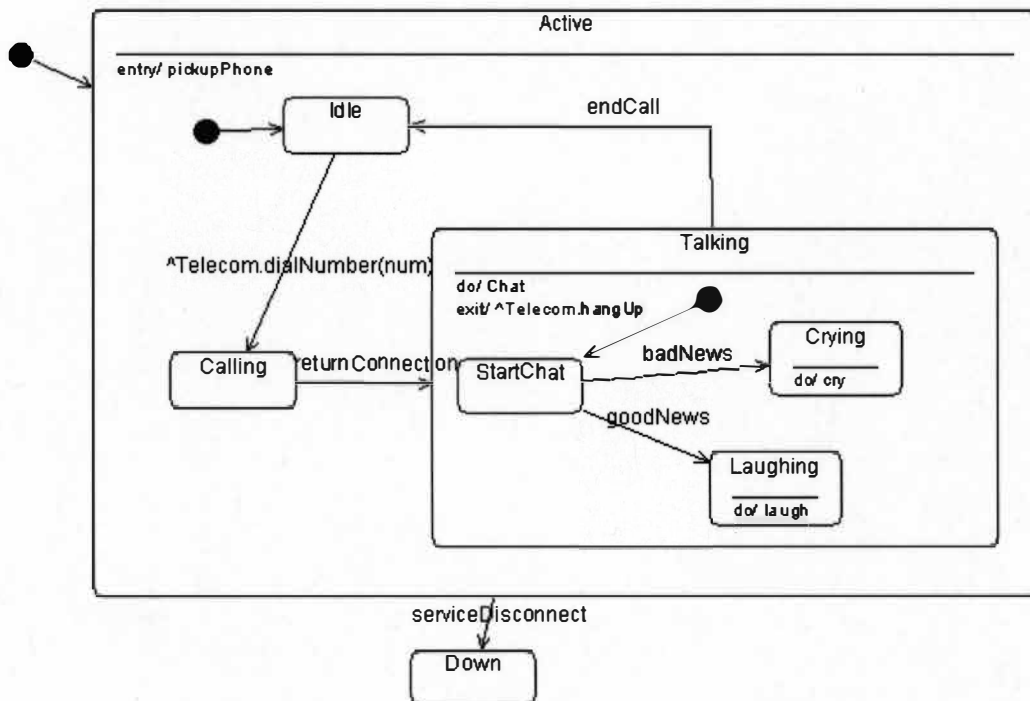 Active
entry/ pickupPhone
Idle
endCall
Talking
^Telecom.dialNumber(num)
do/ Chat
exit/ ^Telecom.hangUp
Calling
returnConnection
StartChat
badNews
Crying
do/ cry
goodNews
Laughing
do/ laugh
serviceDisconnect
Down